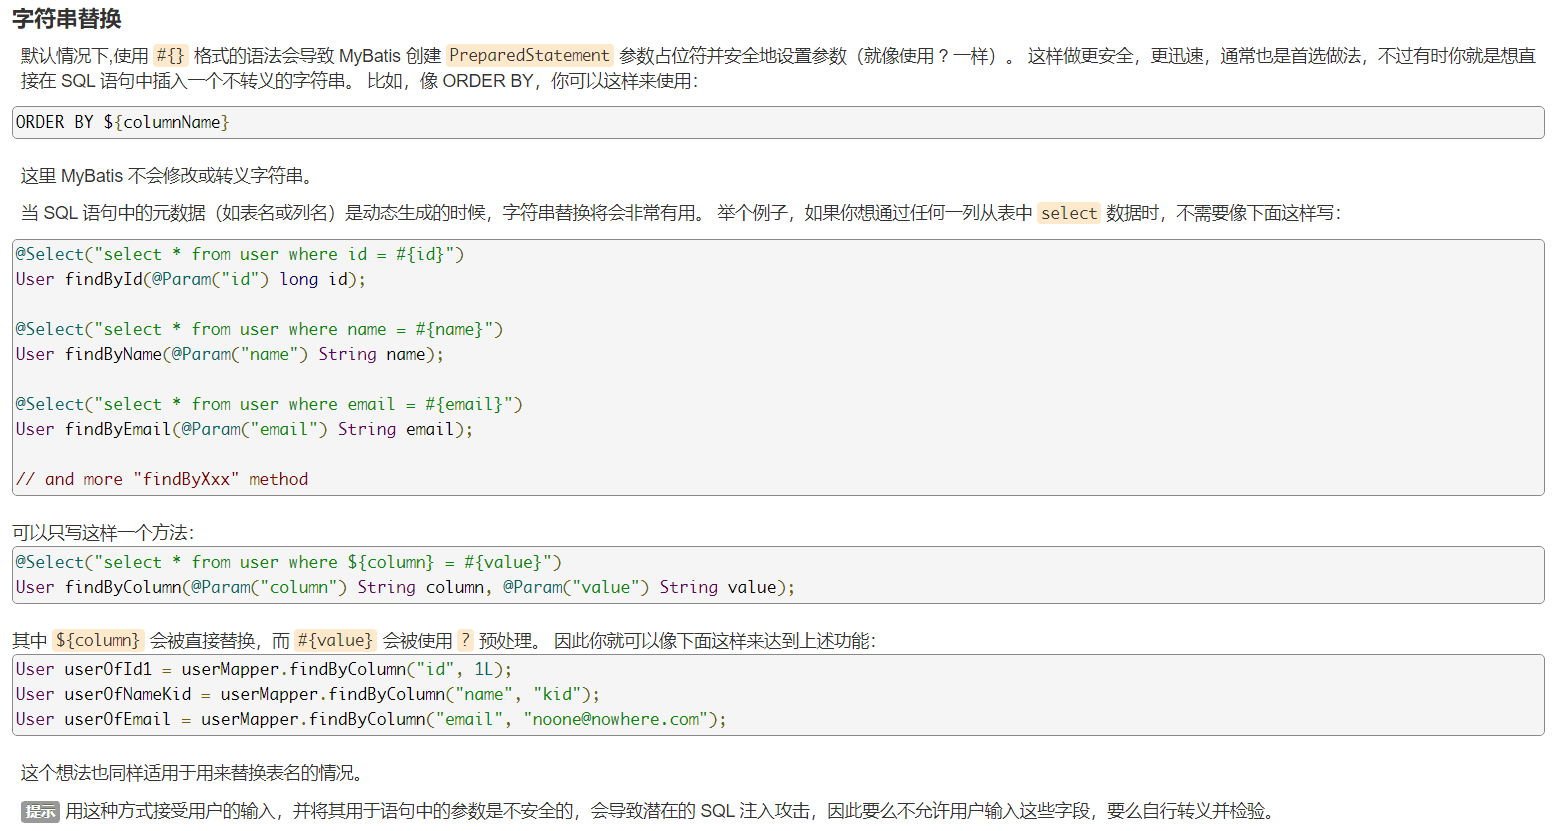 字符串替换
默认情况下,使用 #{} 格式的语法会导致 MyBatis 创建 PreparedStatement 参数占位符并安全地设置参数（就像使用 ? 一样）。 这样做更安全，更迅速，通常也是首选做法，不过有时你就是想直
接在 SQL 语句中插入一个不转义的字符串。 比如，像 ORDER BY，你可以这样来使用：
ORDER BY ${columnName}
这里 MyBatis 不会修改或转义字符串。
当 SQL 语句中的元数据（如表名或列名）是动态生成的时候，字符串替换将会非常有用。 举个例子，如果你想通过任何一列从表中 select 数据时，不需要像下面这样写：
@Select("select * from user where id = #{id}")
User findById(@Param("id") long id);
@Select("select * from user where name = #{name}")
User findByName(@Param("name") String name);
@Select("select * from user where email = #{email}")
User findByEmail(@Param("email") String email);
// and more "findByXxx" method
可以只写这样一个方法：
@Select("select * from user where ${column} = #{value}")
User findByColumn(@Param("column") String column, @Param("value") String value);
其中 ${column} 会被直接替换，而 #{value} 会被使用 ? 预处理。 因此你就可以像下面这样来达到上述功能：
User userOfId1 = userMapper.findByColumn("id", 1L);
User userOfNameKid = userMapper.findByColumn("name", "kid");
User userOfEmail = userMapper.findByColumn("email", "noone@nowhere.com");
这个想法也同样适用于用来替换表名的情况。
提示 用这种方式接受用户的输入，并将其用于语句中的参数是不安全的，会导致潜在的 SQL 注入攻击，因此要么不允许用户输入这些字段，要么自行转义并检验。